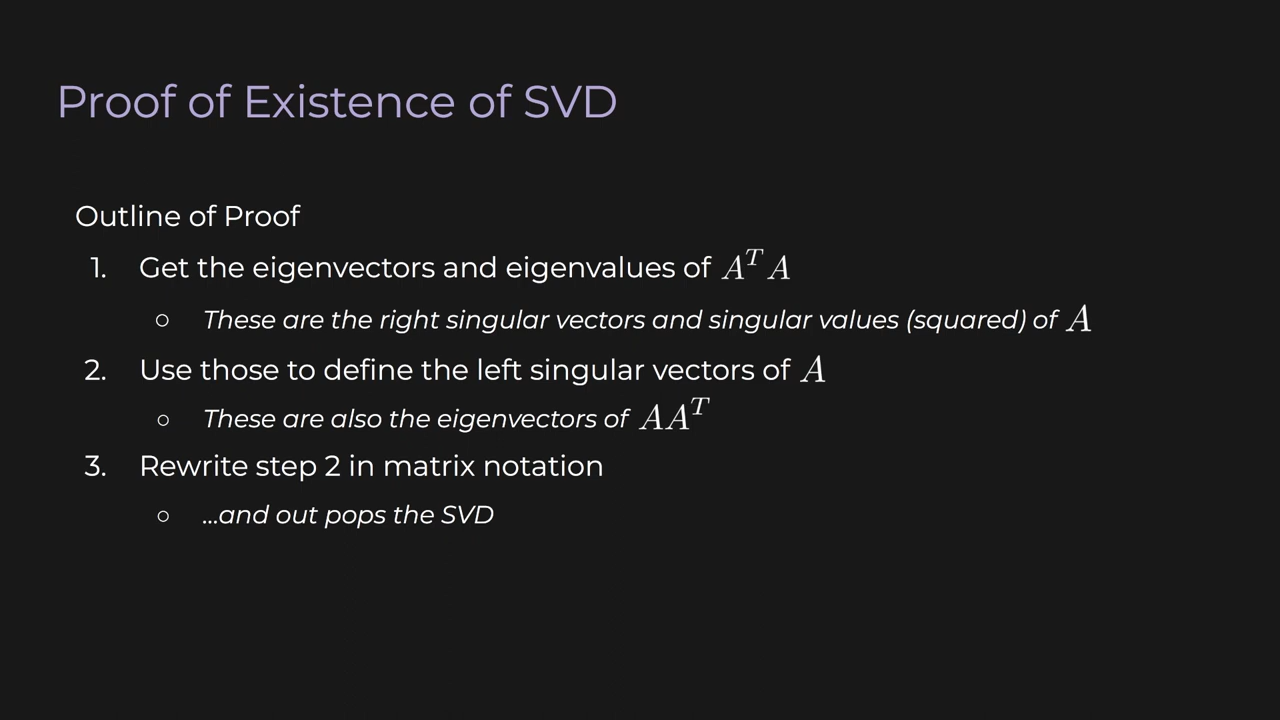 Proof of Existence of SVD
Outline of Proof
1. Get the eigenvectors and eigenvalues of $A^T A$
○ These are the right singular vectors and singular values (squared) of $A$
2. Use those to define the left singular vectors of $A$
○ These are also the eigenvectors of $AA^T$
3. Rewrite step 2 in matrix notation
○ ...and out pops the SVD